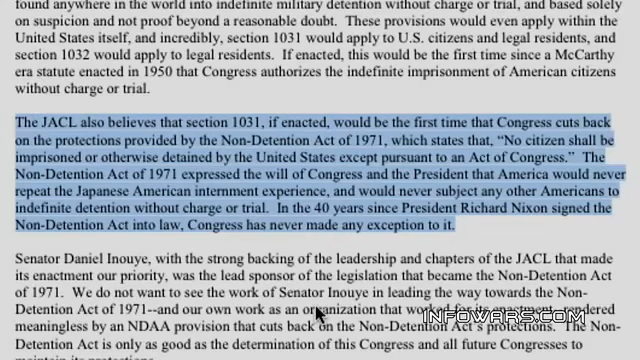 found anywhere in the world into indefinite military detention without charge or trial, and based solely
on suspicion and not proof beyond a reasonable doubt.  These provisions would even apply within the
United States itself, and incredibly, section 1031 would apply to U.S. citizens and legal residents, and
section 1032 would apply to legal residents.  If enacted, this would be the first time since a McCarthy
era statute enacted in 1950 that Congress authorizes the indefinite imprisonment of American citizens
without charge or trial.
The JACL also believes that section 1031, if enacted, would be the first time that Congress cuts back
on the protections provided by the Non-Detention Act of 1971, which states that, “No citizen shall be
imprisoned or otherwise detained by the United States except pursuant to an Act of Congress.”  The
Non-Detention Act of 1971 expressed the will of Congress and the President that America would never
repeat the Japanese American internment experience, and would never subject any other Americans to
indefinite detention without charge or trial.  In the 40 years since President Richard Nixon signed the
Non-Detention Act into law, Congress has never made any exception to it.
Senator Daniel Inouye, with the strong backing of the leadership and chapters of the JACL that made
its enactment our priority, was the lead sponsor of the legislation that became the Non-Detention Act
of 1971.  We do not want to see the work of Senator Inouye in leading the way towards the Non-
Detention Act of 1971--and our own work as an organization that worked for its
meaningless by an NDAA provision that cuts back on the Non-Detention Act’s protections.  The Non-
Detention Act is only as good as the determination of this Congress and all future Congresses to
maintain its protections
INFOWARS.COM